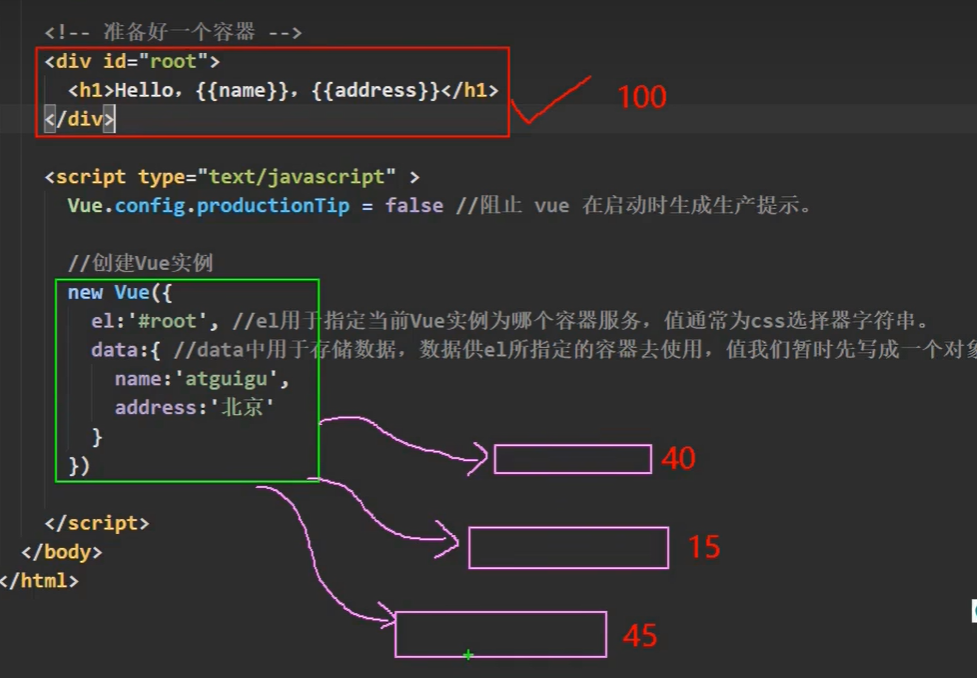 <!-- 准备好一个容器 -->
<div id="root">
<h1>Hello，{{name}}，{{address}}</h1>
100
</div>
<script type="text/javascript" >
Vue.config.productionTip = false //阻止 vue 在启动时生成生产提示。
//创建Vue实例
new Vue({
el:'#root', //el用于指定当前Vue实例为哪个容器服务，值通常为css选择器字符串。
data:{ //data中用于存储数据，数据供el所指定的容器去使用，值我们暂时先写成一个对象
name:'atguigu',
address:'北京'
}
})
40
</script>
15
</body>
</html>
45